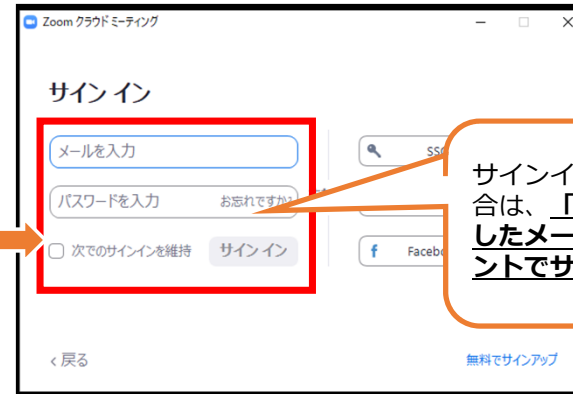 Zoom クラウド ミーティング
サイン イン
メールを入力
パスワードを入力
お忘れですか?
次でのサインインを維持
サイン イン
サインイ
合は、「
したメー
ントでサ
< 戻る
無料でサインアップ